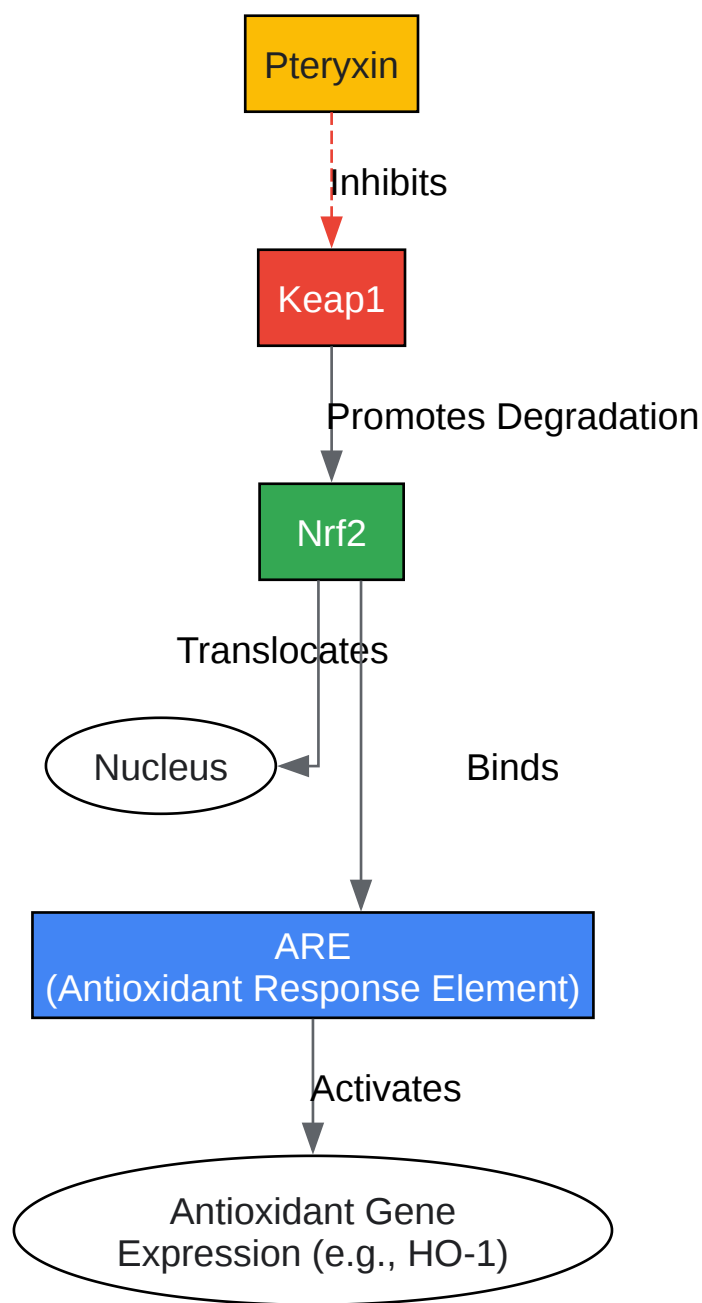 Pteryxin
Inhibits
Keap1
Promotes Degradation
Nrf2
Translocates
Nucleus
Binds
ARE
(Antioxidant Response Element)
Activates
Antioxidant Gene
Expression (e.g., HO-1)